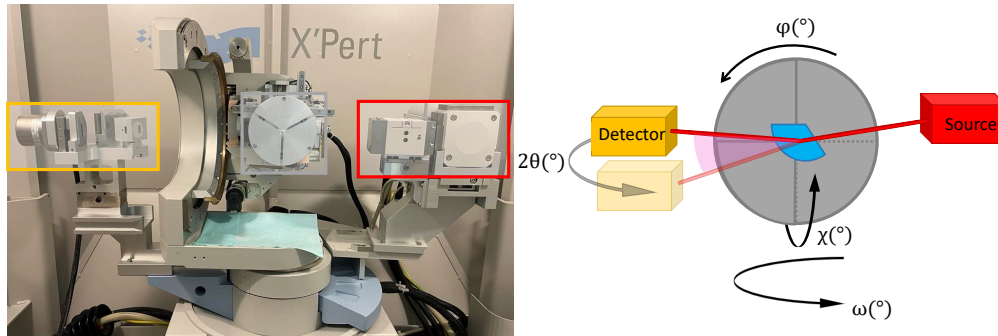 X'Pert
φ(°)
Detector
Source
2θ(°)
χ(°)
ω(°)